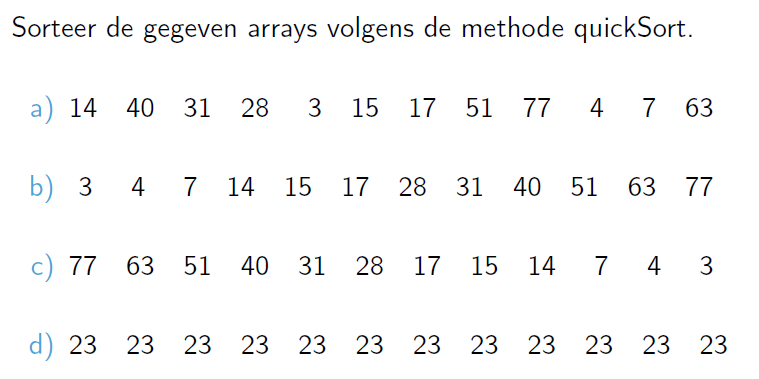 Sorteer de gegeven arrays volgens de methode quickSort.
a) 14 40 31 28 3 15 17 51 77 4 7 63
b) 3 4 7 14 15 17 28 31 40 51 63 77
c) 77 63 51 40 31 28 17 15 14 7 4 3
d) 23 23 23 23 23 23 23 23 23 23 23 23